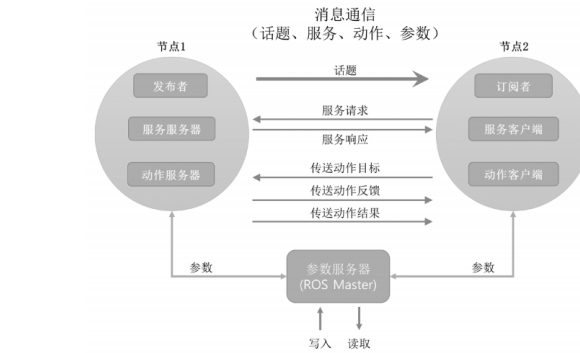 消息通信
（话题、服务、动作、参数）
节点1
节点2
发布者
话题
订阅者
服务请求
服务服务器
服务客户端
服务响应
传送动作目标
动作服务器
动作客户端
传送动作反馈
传送动作结果
参数
参数服务器
(ROS Master)
参数
写入
读取